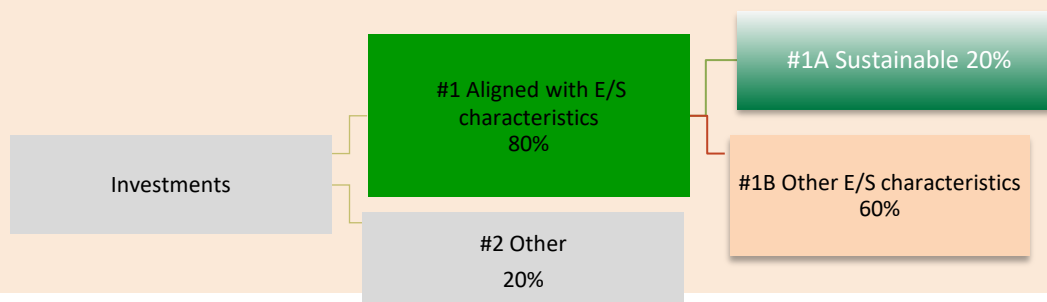 Investments
#1 Aligned with E/S
characteristics
80%
#2 Other
20%
#1A Sustainable 20%
#1B Other E/S characteristics
60%